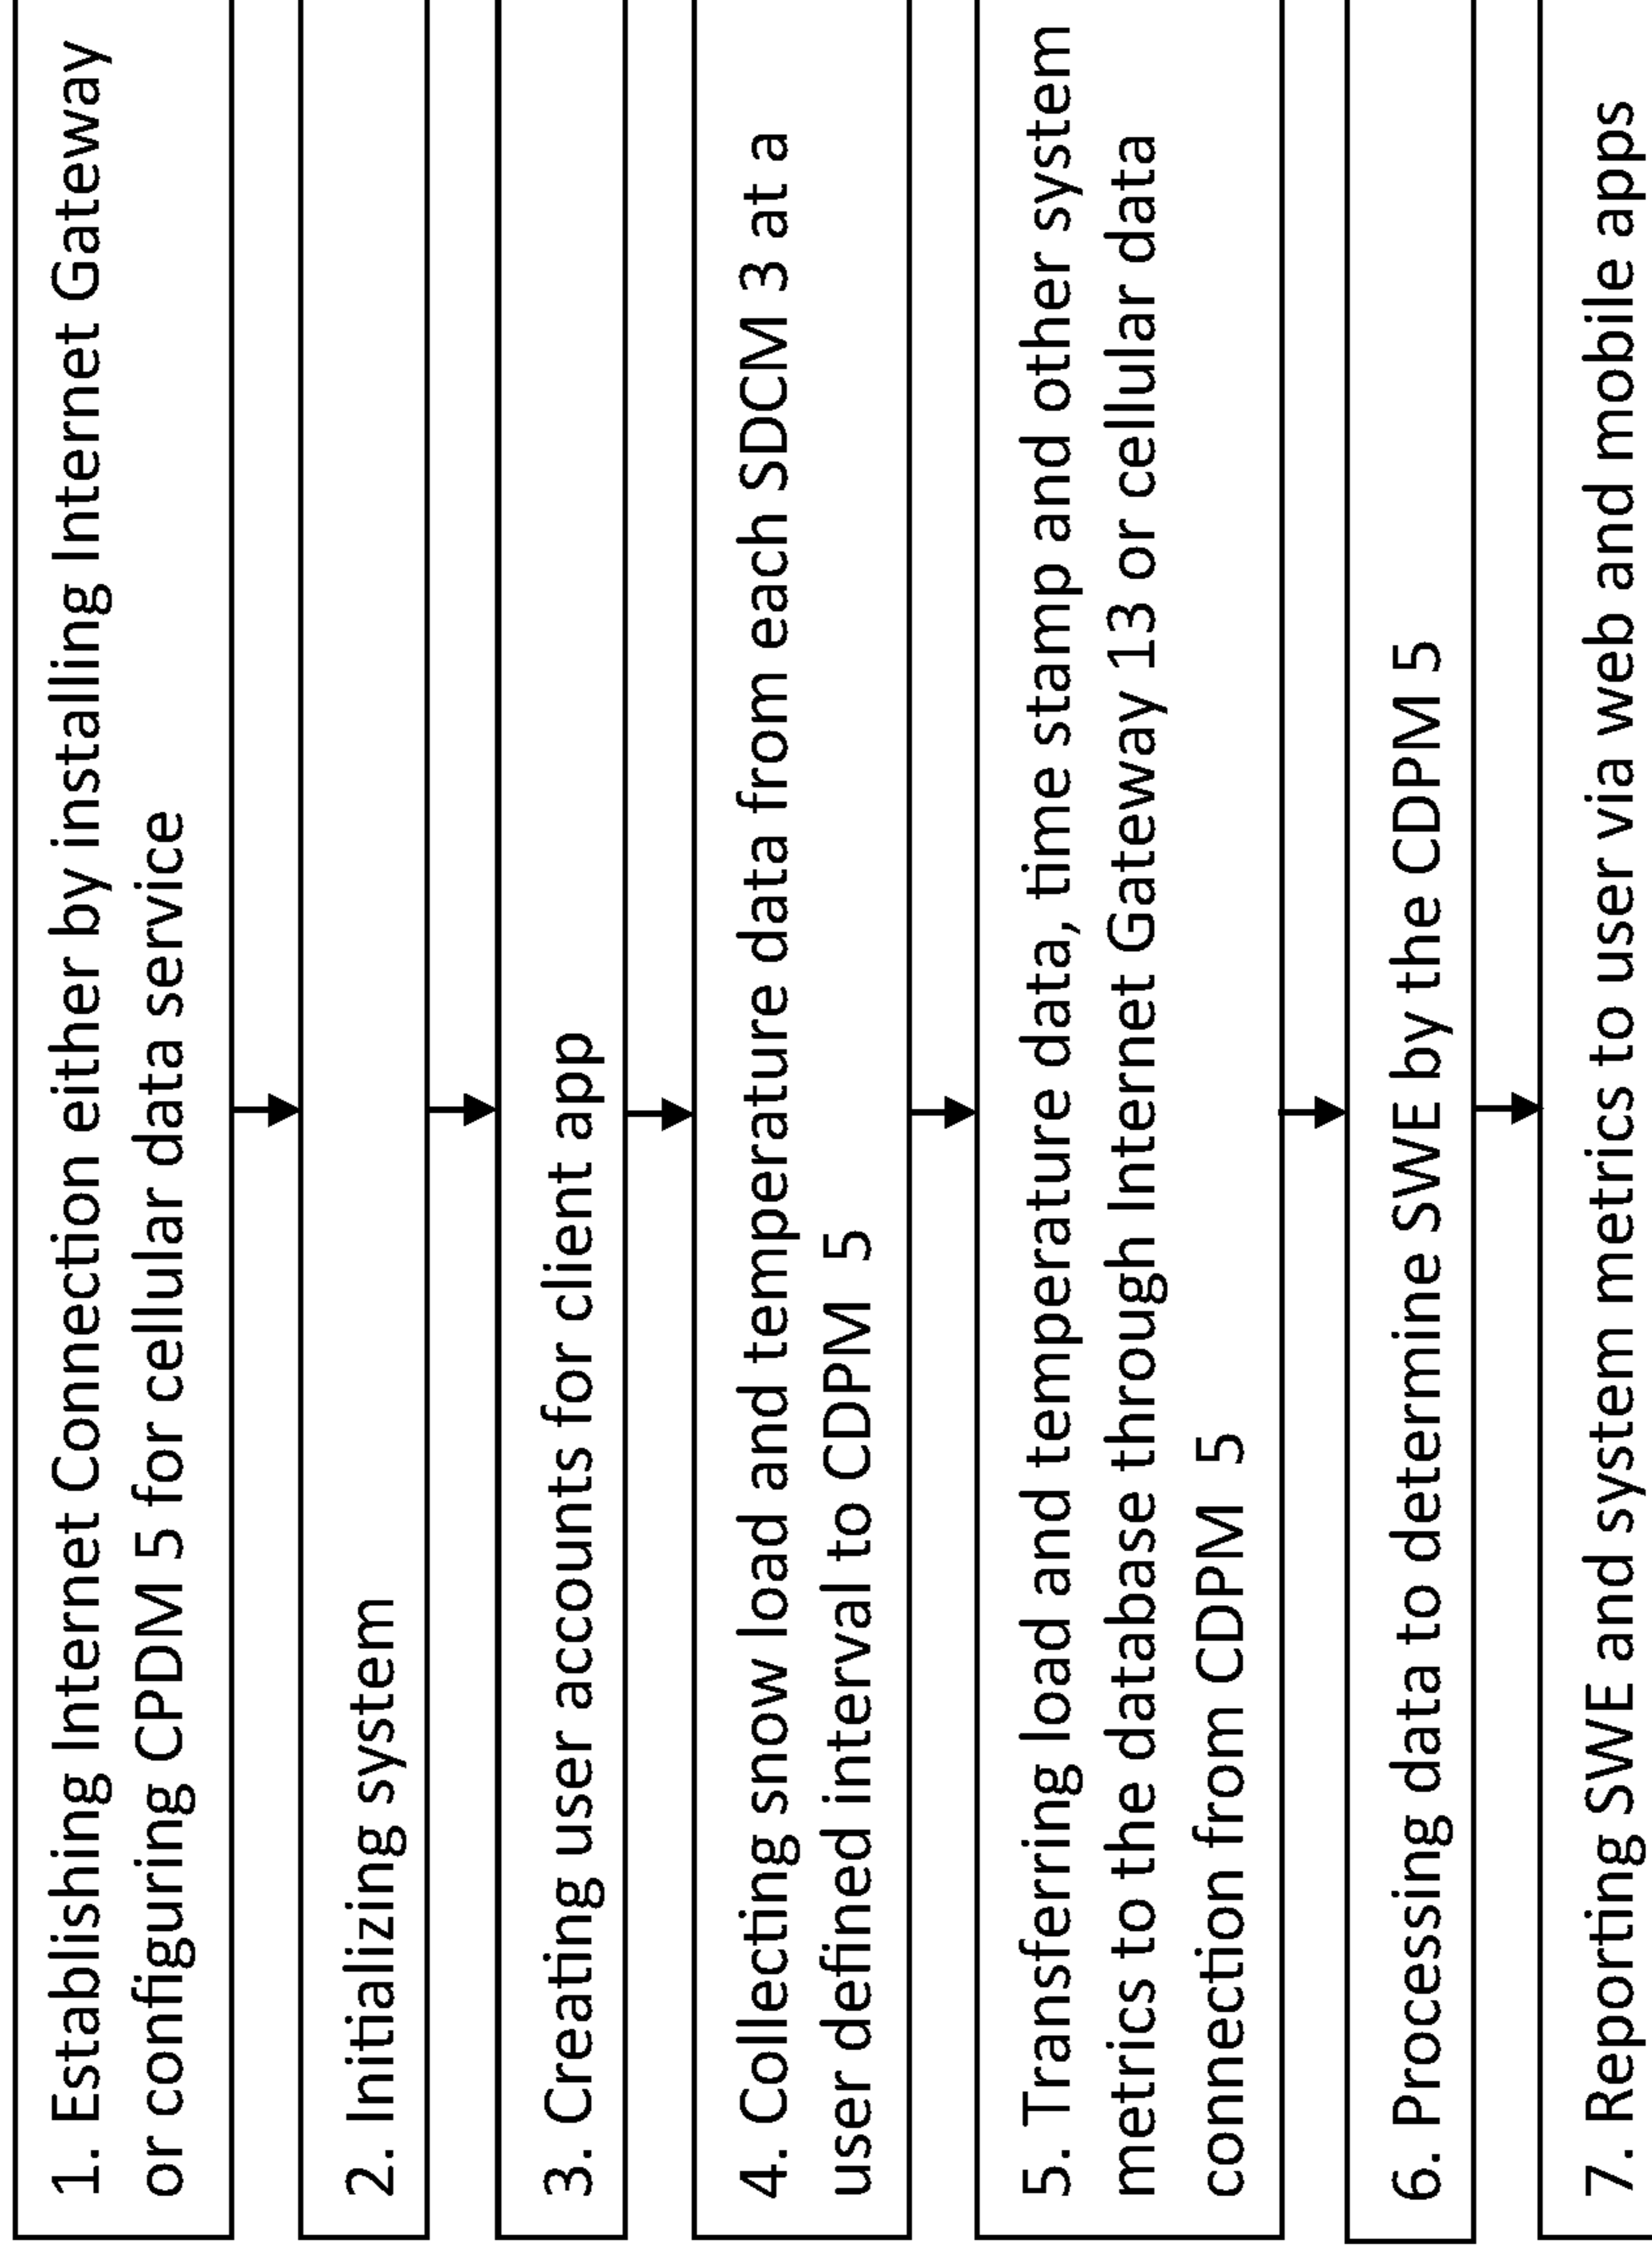 1. Establishing Internet Connection either by installing Internet Gateway
or configuring CPDM 5 for cellular data service
2. Initializing system
3. Creating user accounts for client app
4. Collecting snow load and temperature data from each SDCM 3 at a
user defined interval to CDPM 5
5. Transferring load and temperature data, time stamp and other system
metrics to the database through Internet Gateway 13 or cellular data
connection from CDPM 5
6. Processing data to determine SWE by the CDPM 5
7. Reporting SWE and system metrics to user via web and mobile apps